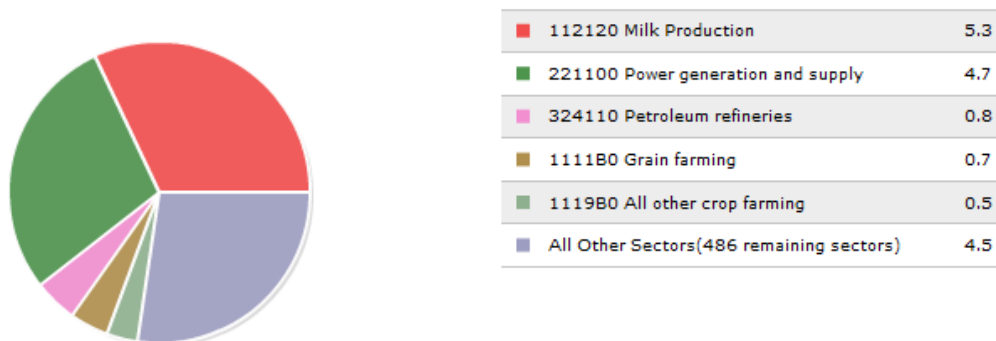 112120 Milk Production 5.3
221100 Power generation and supply 4.7
324110 Petroleum refineries 0.8
1111B0 Grain farming 0.7
1119B0 All other crop farming 0.5
All Other Sectors(486 remaining sectors) 4.5